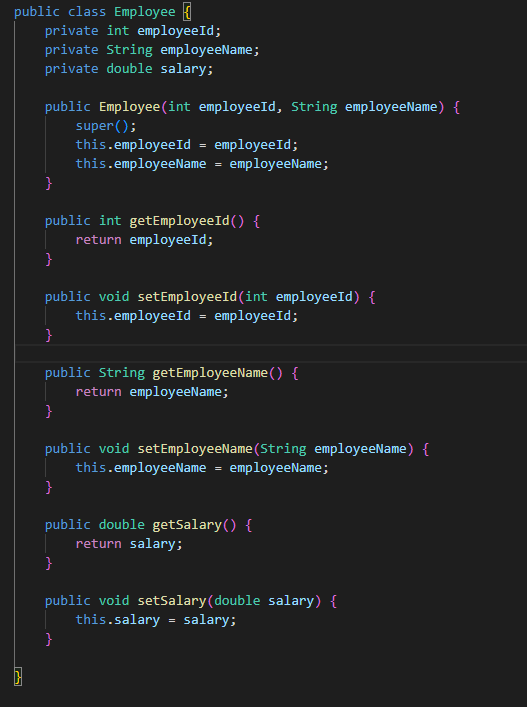 public class Employee {
    private int employeeId;
    private String employeeName;
    private double salary;

    public Employee(int employeeId, String employeeName) {
        super();
        this.employeeId = employeeId;
        this.employeeName = employeeName;
    }

    public int getEmployeeId() {
        return employeeId;
    }

    public void setEmployeeId(int employeeId) {
        this.employeeId = employeeId;
    }

    public String getEmployeeName() {
        return employeeName;
    }

    public void setEmployeeName(String employeeName) {
        this.employeeName = employeeName;
    }

    public double getSalary() {
        return salary;
    }

    public void setSalary(double salary) {
        this.salary = salary;
    }

}